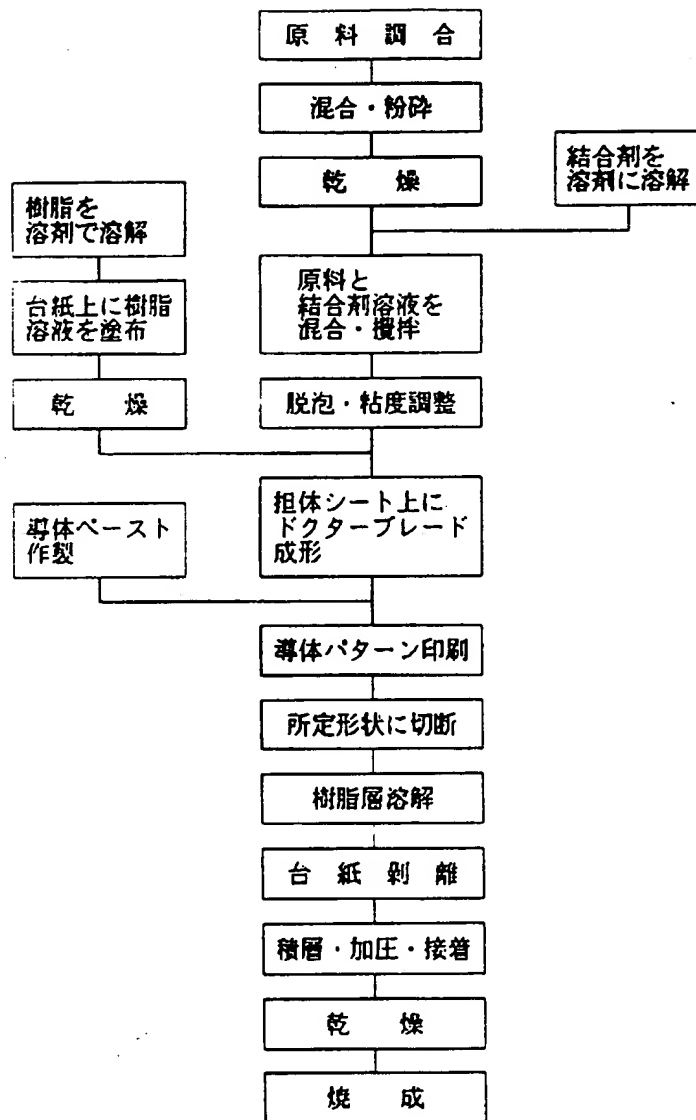 原料調合
混合・粉砕
乾燥
結合剤を
溶剤に溶解
樹脂を
溶剤で溶解
台紙上に樹脂
溶液を塗布
乾燥
原料と
結合剤溶液を
混合・攪拌
脱泡・粘度調整
導体ペースト
作製
担体シート上に
ドクターブレード
成形
導体パターン印刷
所定形状に切断
樹脂層溶解
台紙剝離
積層・加圧・接着
乾燥
焼成